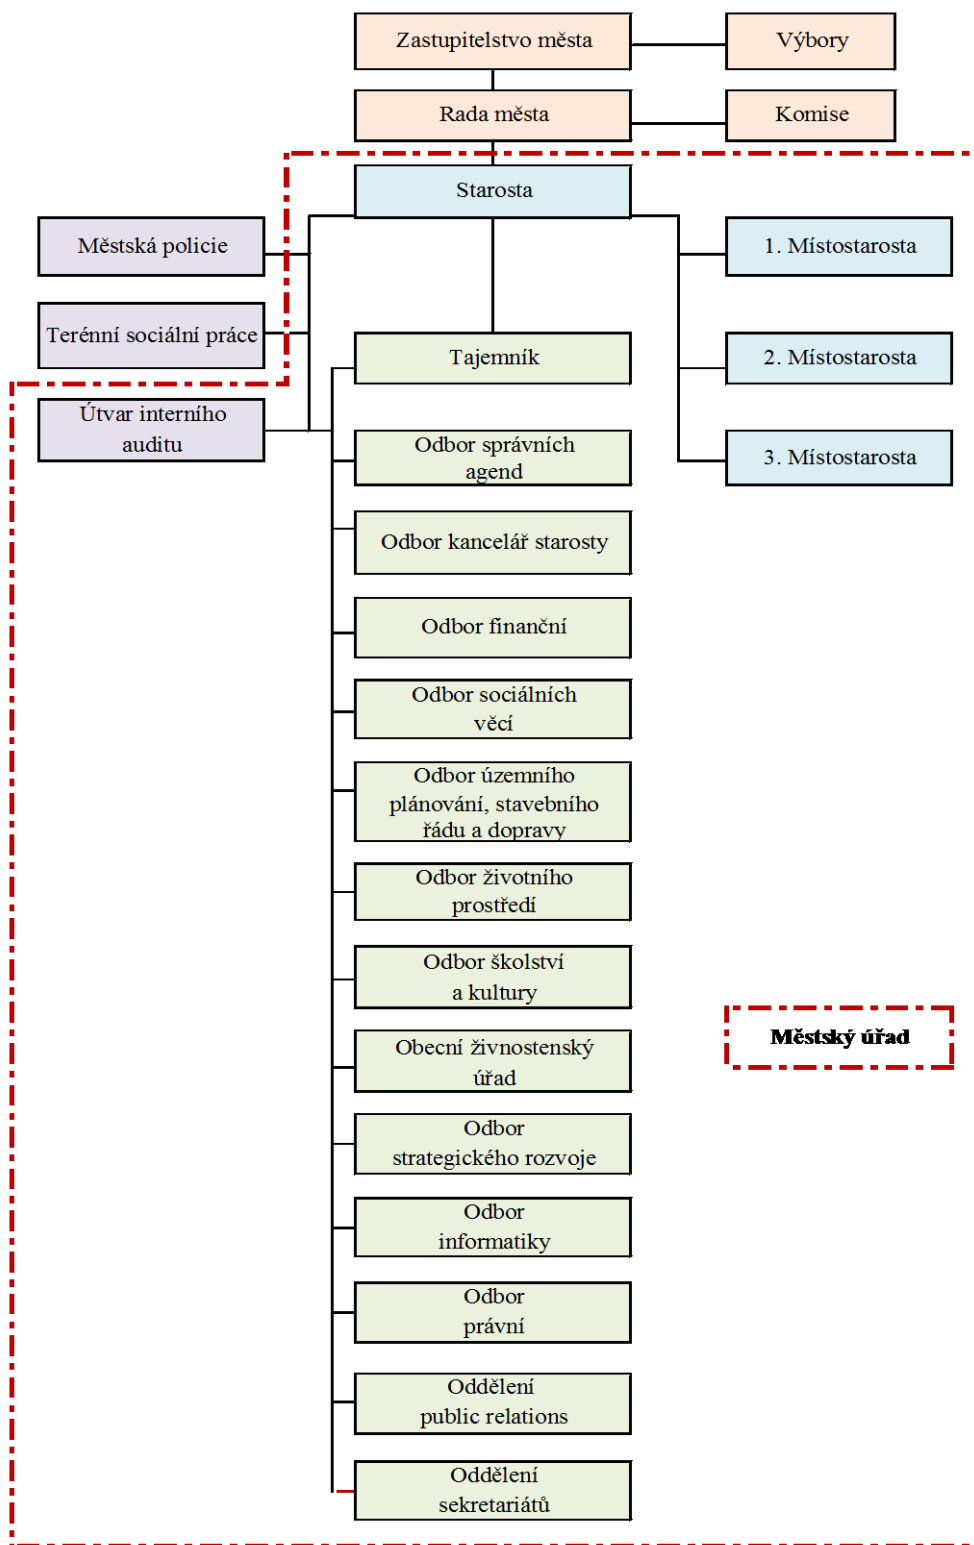 Zastupitelstvo města
Výbory
Rada města
Komise
Starosta
Městská policie
1. Místostarosta
Terénní sociální práce
Tajemník
2. Místostarosta
Útvar interního
auditu
Odbor správních
agend
3. Místostarosta
Odbor kancelář starosty
Odbor finanční
Odbor sociálních
věcí
Odbor územního
plánování, stavebního
řádu a dopravy
Odbor životního
prostředí
Odbor školství
a kultury
Městský úřad
Obecní živnostenský
úřad
Odbor
strategického rozvoje
Odbor
informatiky
Odbor
právní
Oddělení
public relations
Oddělení
sekretariátů